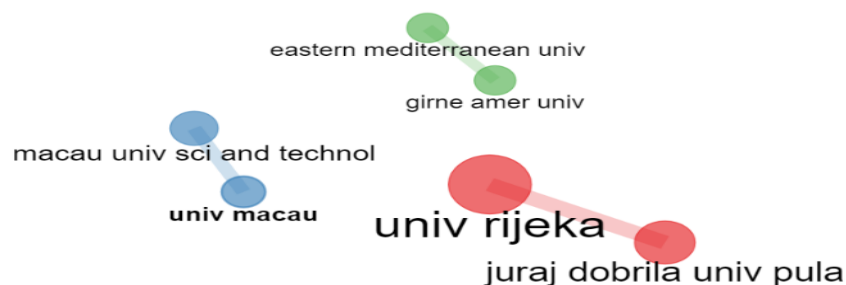 eastern mediterranean univ
girne amer univ
macau univ sci and technol
univ macau
univ rijeka
juraj dobrila univ pula